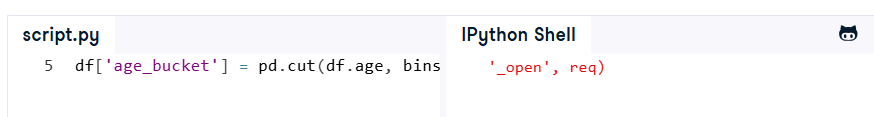 script.py
IPython Shell
5 df['age_bucket'] = pd.cut(df.age, bins
'_open', req)